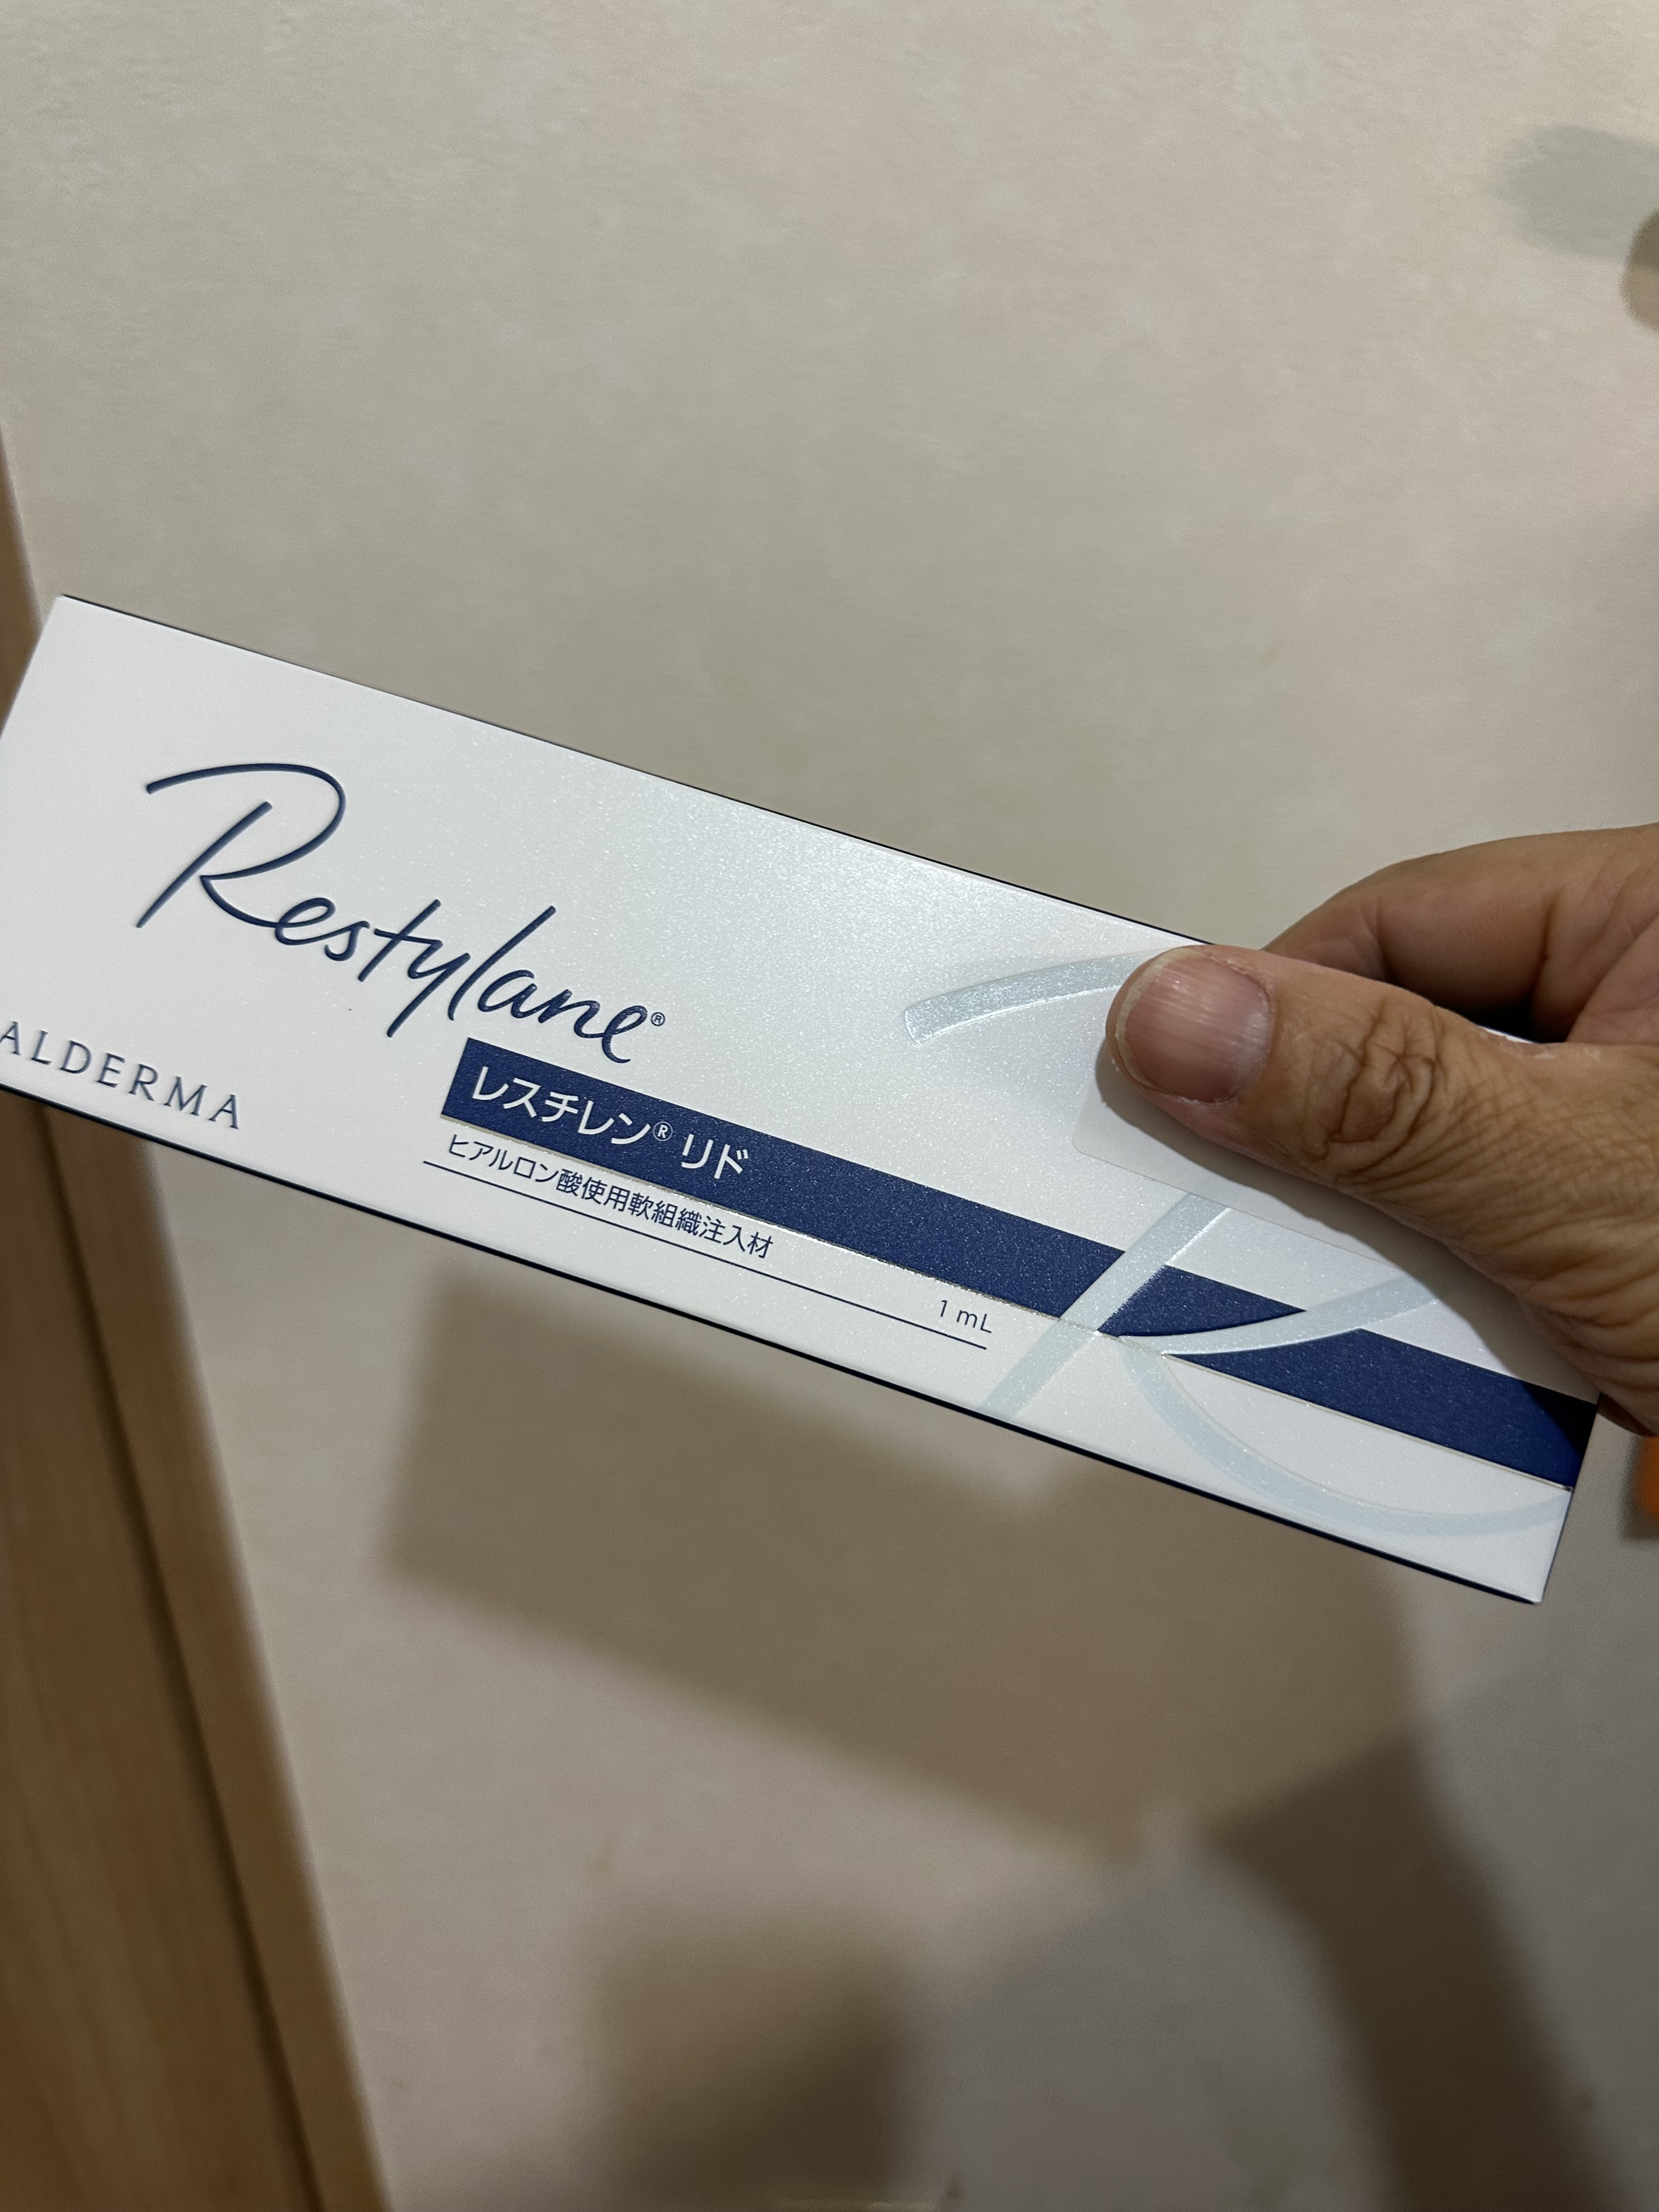 Restylane®
ALDERMA
レスチレン® リド
ヒアルロン酸使用軟組織注入材
1 mL